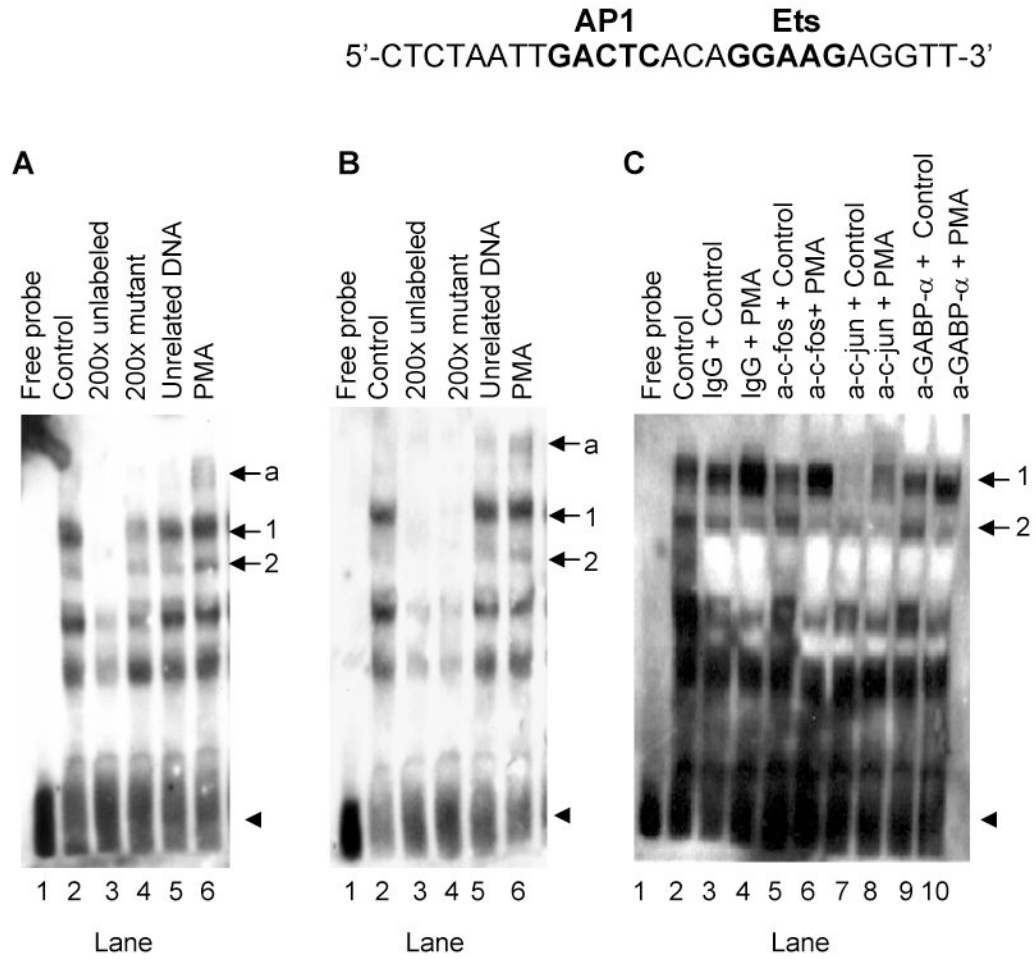 AP1 Ets
5'-CTCTAATTGACTCACAGGAAGAGGTT-3'
A
Free probe
Control
200x unlabeled
200x mutant
Unrelated DNA
PMA
a
1
2
1 2 3 4 5 6
Lane
B
Free probe
Control
200x unlabeled
200x mutant
Unrelated DNA
PMA
a
1
2
1 2 3 4 5 6
Lane
C
Free probe
Control
IgG + Control
IgG + PMA
a-c-fos + Control
a-c-fos+ PMA
a-c-jun + Control
a-c-jun + PMA
a-GABP-α + Control
a-GABP-α + PMA
1
2
1 2 3 4 5 6 7 8 9 10
Lane